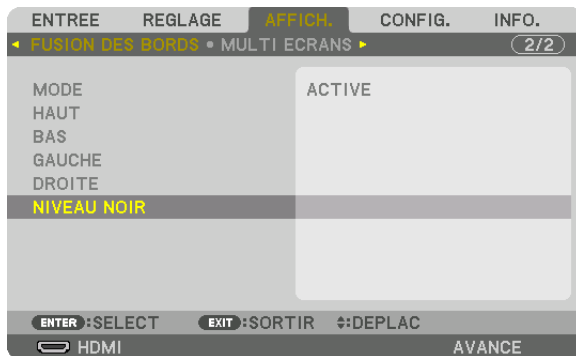 ENTREE REGLAGE AFFICH. CONFIG. INFO.
FUSION DES BORDS • MULTI ECRANS 2/2
MODE ACTIVE
HAUT
BAS
GAUCHE
DROITE
NIVEAU NOIR
ENTER :SELECT EXIT :SORTIR :DEPLAC
HDMI AVANCE